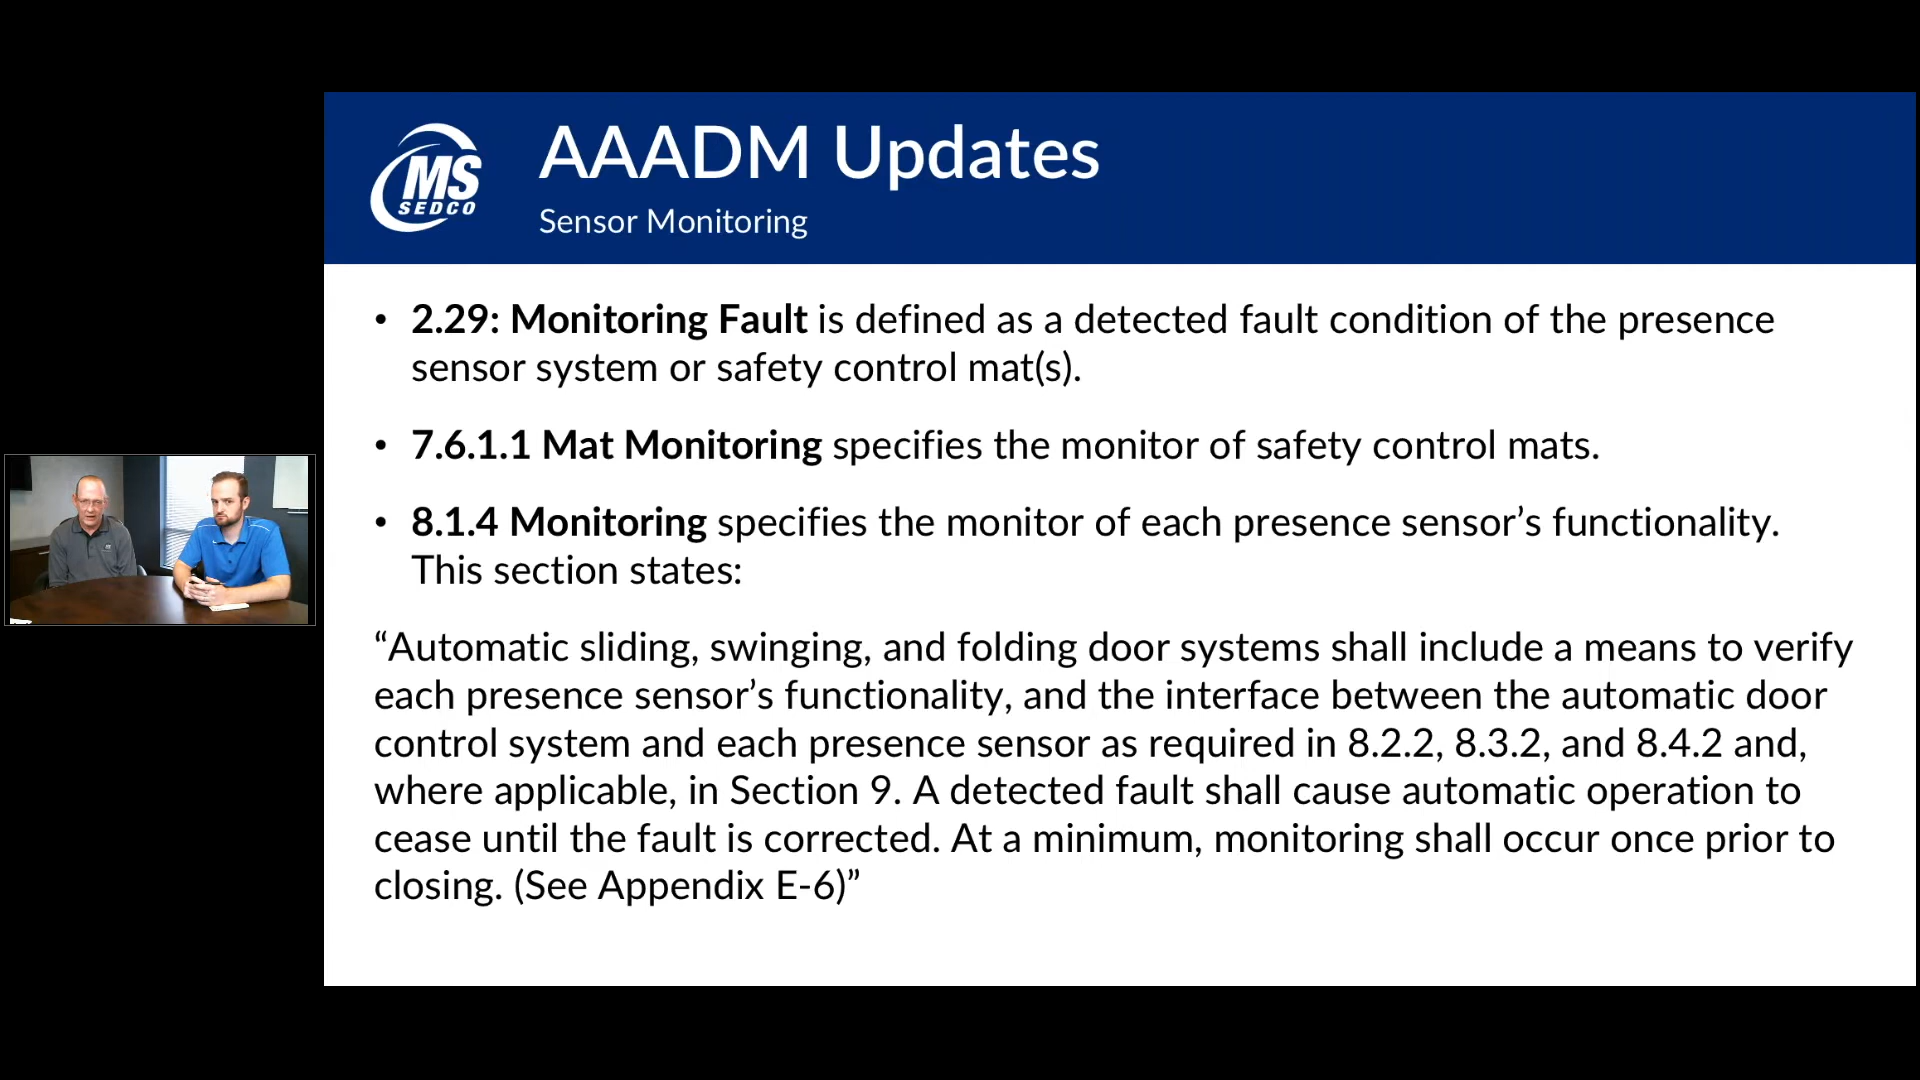 MS
SEDCO
AAADM Updates
Sensor Monitoring
• 2.29: Monitoring Fault is defined as a detected fault condition of the presence
sensor system or safety control mat(s).
• 7.6.1.1 Mat Monitoring specifies the monitor of safety control mats.
• 8.1.4 Monitoring specifies the monitor of each presence sensor’s functionality.
This section states:
“Automatic sliding, swinging, and folding door systems shall include a means to verify
each presence sensor’s functionality, and the interface between the automatic door
control system and each presence sensor as required in 8.2.2, 8.3.2, and 8.4.2 and,
where applicable, in Section 9. A detected fault shall cause automatic operation to
cease until the fault is corrected. At a minimum, monitoring shall occur once prior to
closing. (See Appendix E-6)”